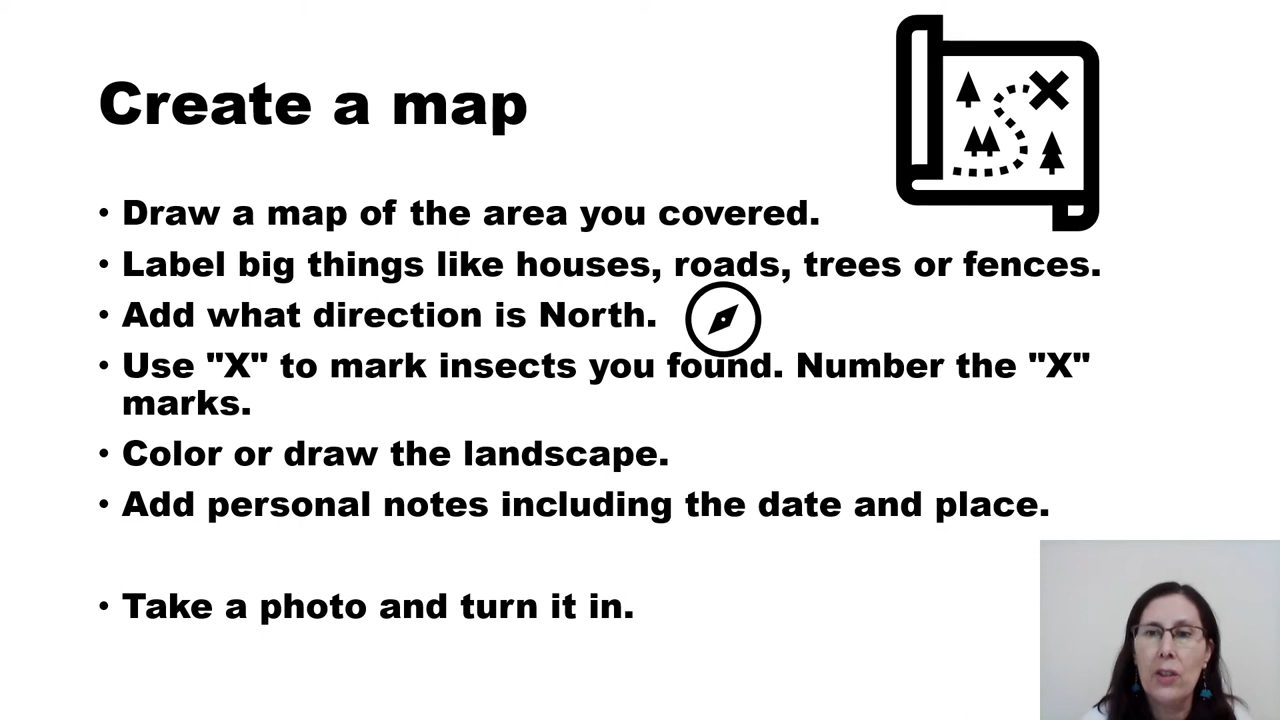 Create a map
• Draw a map of the area you covered.
• Label big things like houses, roads, trees or fences.
• Add what direction is North.
• Use "X" to mark insects you found. Number the "X"
marks.
• Color or draw the landscape.
• Add personal notes including the date and place.
• Take a photo and turn it in.